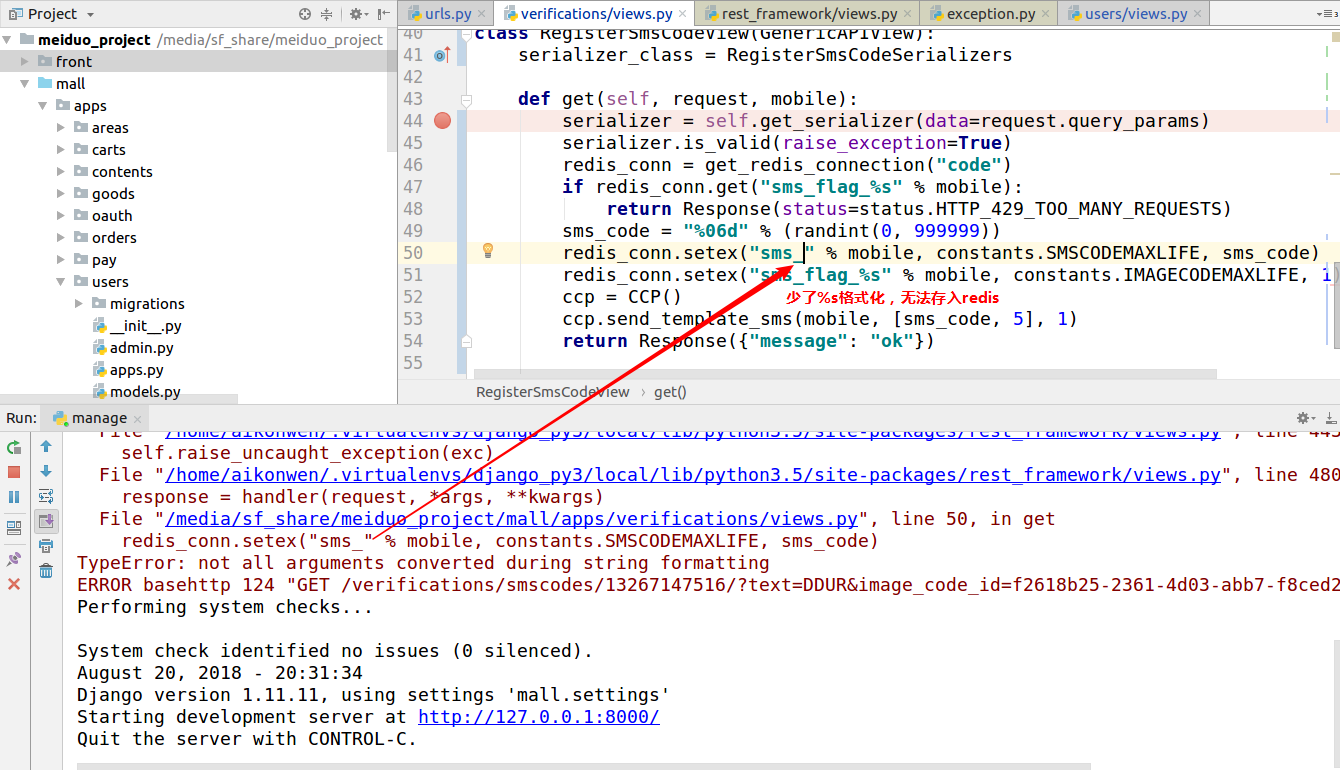 Project
meiduo_project /media/sf_share/meiduo_project
front
mall
apps
areas
carts
contents
goods
oauth
orders
pay
users
migrations
__init__.py
admin.py
apps.py
models.py
urls.py
verifications/views.py
rest_framework/views.py
exception.py
users/views.py
40 class RegisterSmsCodeView(GenericAPIView):
41 serializer_class = RegisterSmsCodeSerializers
42
43 def get(self, request, mobile):
44 serializer = self.get_serializer(data=request.query_params)
45 serializer.is_valid(raise_exception=True)
46 redis_conn = get_redis_connection("code")
47 if redis_conn.get("sms_flag_%s" % mobile):
48 return Response(status=status.HTTP_429_TOO_MANY_REQUESTS)
49 sms_code = "%06d" % (randint(0, 999999))
50 redis_conn.setex("sms_" % mobile, constants.SMSCODEMAXLIFE, sms_code)
51 redis_conn.setex("sms_flag_%s" % mobile, constants.IMAGECODEMAXLIFE, 1)
52 ccp = CCP()
少了%s格式化，无法存入redis
53 ccp.send_template_sms(mobile, [sms_code, 5], 1)
54 return Response({"message": "ok"})
55
RegisterSmsCodeView › get()
Run: manage
File "/home/aikonwen/.virtualenvs/django_py3/local/lib/python3.5/site-packages/rest_framework/views.py", line 443
self.raise_uncaught_exception(exc)
File "/home/aikonwen/.virtualenvs/django_py3/local/lib/python3.5/site-packages/rest_framework/views.py", line 480
response = handler(request, *args, **kwargs)
File "/media/sf_share/meiduo_project/mall/apps/verifications/views.py", line 50, in get
redis_conn.setex("sms_" % mobile, constants.SMSCODEMAXLIFE, sms_code)
TypeError: not all arguments converted during string formatting
ERROR basehttp 124 "GET /verifications/smscodes/13267147516/?text=DDUR&image_code_id=f2618b25-2361-4d03-abb7-f8ced2
Performing system checks...
System check identified no issues (0 silenced).
August 20, 2018 - 20:31:34
Django version 1.11.11, using settings 'mall.settings'
Starting development server at http://127.0.0.1:8000/
Quit the server with CONTROL-C.